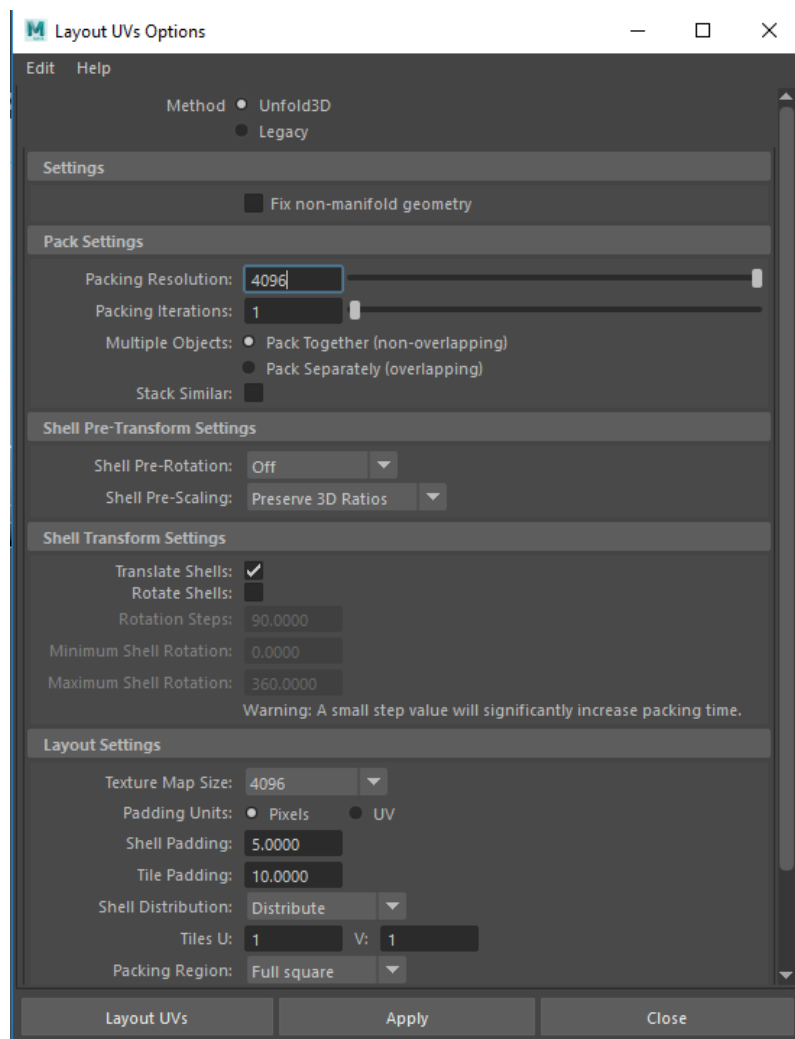 Layout UVs Options
Edit Help
Method Unfold3D
Legacy
Settings
Fix non-manifold geometry
Pack Settings
Packing Resolution: 4096
Packing Iterations: 1
Multiple Objects: Pack Together (non-overlapping)
Pack Separately (overlapping)
Stack Similar:
Shell Pre-Transform Settings
Shell Pre-Rotation: Off
Shell Pre-Scaling: Preserve 3D Ratios
Shell Transform Settings
Translate Shells:
Rotate Shells:
Rotation Steps: 90.0000
Minimum Shell Rotation: 0.0000
Maximum Shell Rotation: 360.0000
Warning: A small step value will significantly increase packing time.
Layout Settings
Texture Map Size: 4096
Padding Units: Pixels UV
Shell Padding: 5.0000
Tile Padding: 10.0000
Shell Distribution: Distribute
Tiles U: 1 V: 1
Packing Region: Full square
Layout UVs Apply Close